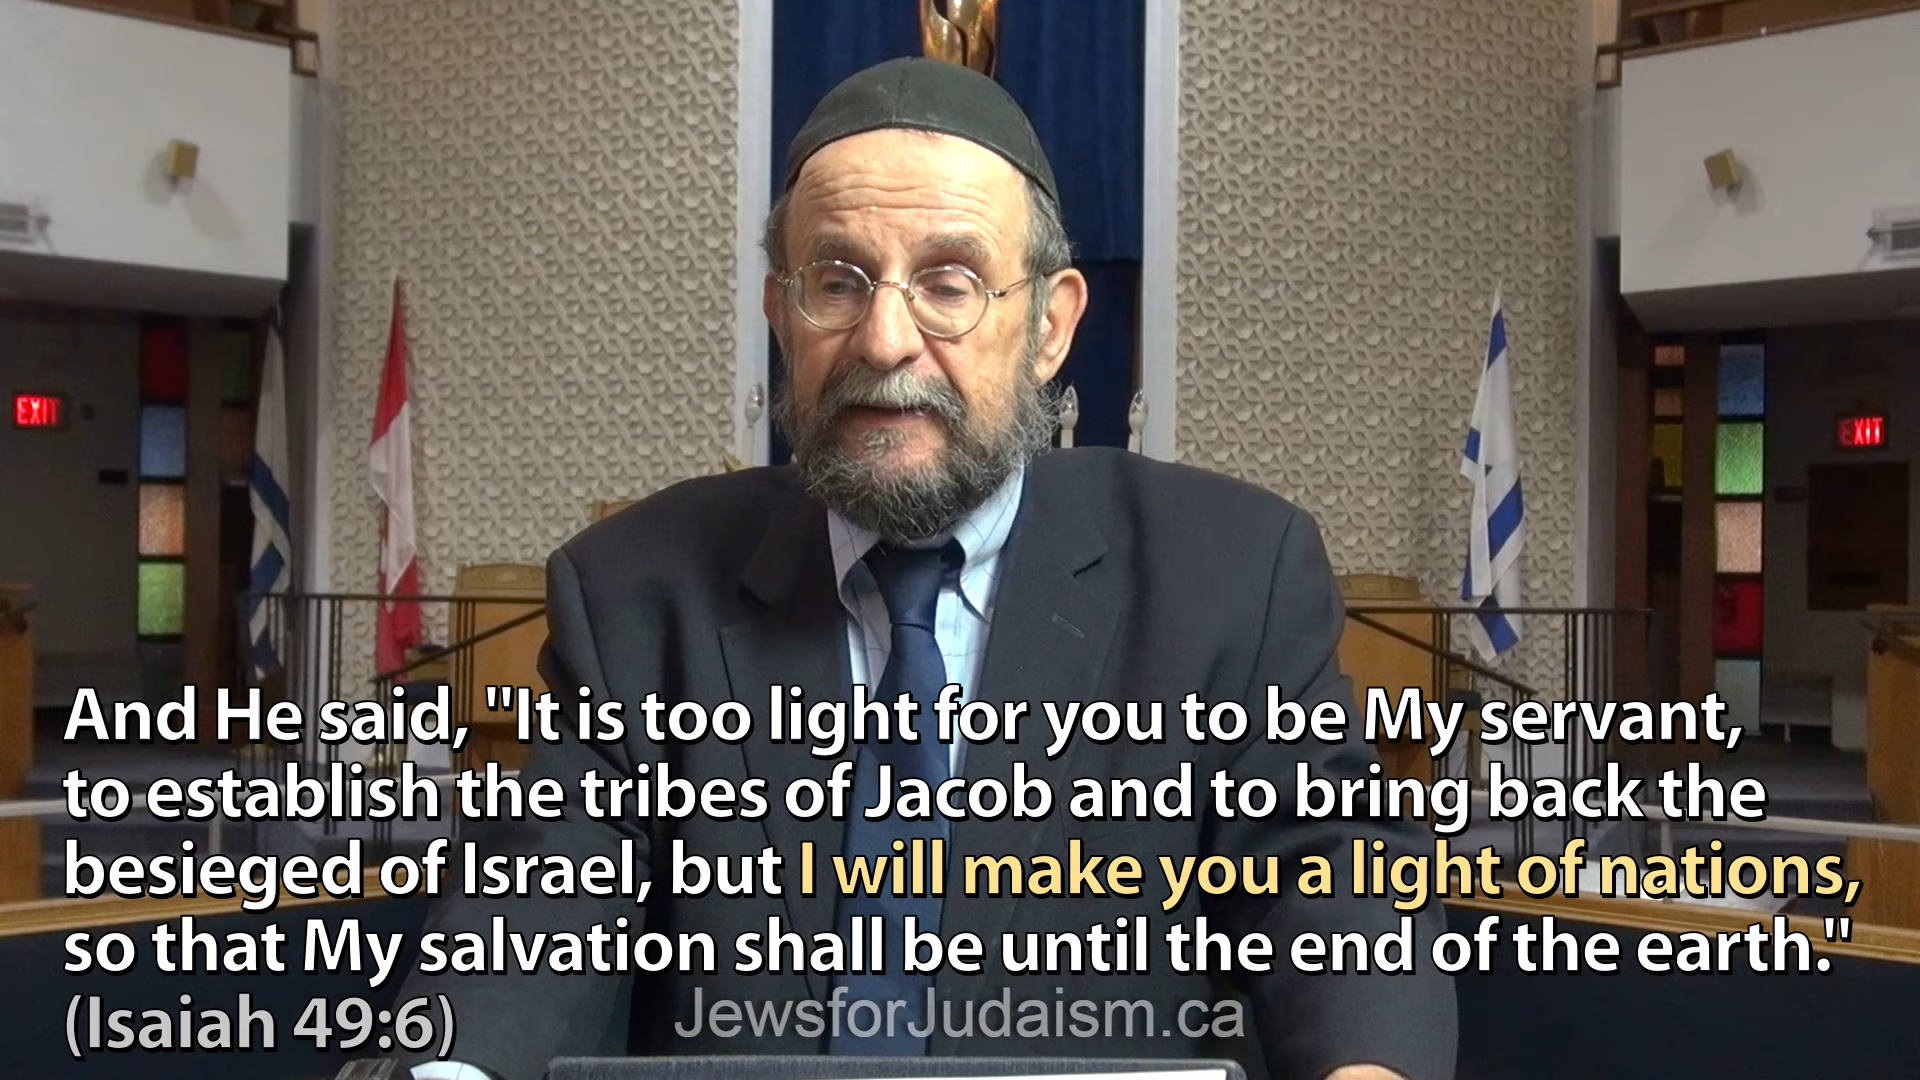 EXIT
EXIT
And He said, "It is too light for you to be My servant,
to establish the tribes of Jacob and to bring back the
besieged of Israel, but I will make you a light of nations,
so that My salvation shall be until the end of the earth."
(Isaiah 49:6)
JewsforJudaism.ca